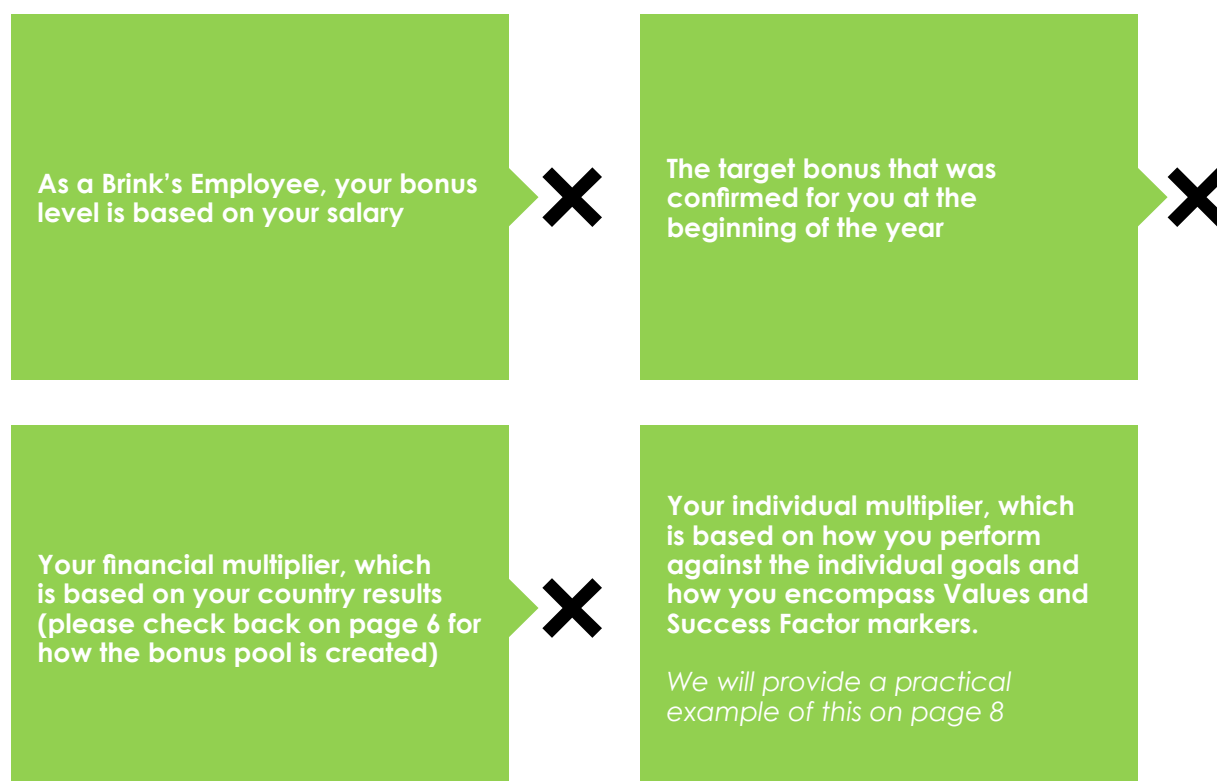 As a Brink’s Employee, your bonus
level is based on your salary
The target bonus that was
confirmed for you at the
beginning of the year
Your financial multiplier, which
is based on your country results
(please check back on page 6 for
how the bonus pool is created)
Your individual multiplier, which
is based on how you perform
against the individual goals and
how you encompass Values and
Success Factor markers.
We will provide a practical
example of this on page 8